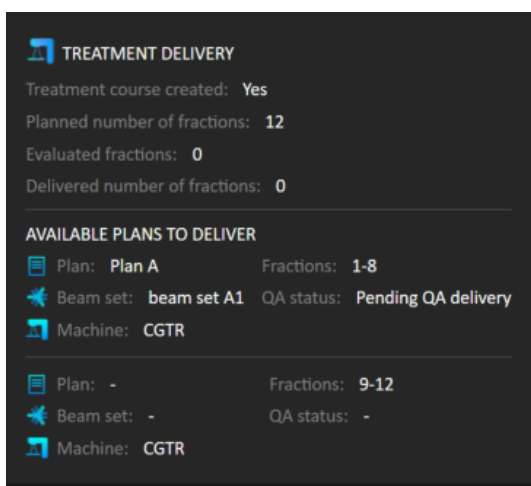 TREATMENT DELIVERY
Treatment course created: Yes
Planned number of fractions: 12
Evaluated fractions: 0
Delivered number of fractions: 0
AVAILABLE PLANS TO DELIVER
Plan: Plan A Fractions: 1-8
Beam set: beam set A1 QA status: Pending QA delivery
Machine: CGTR
Plan: - Fractions: 9-12
Beam set: - QA status: -
Machine: CGTR